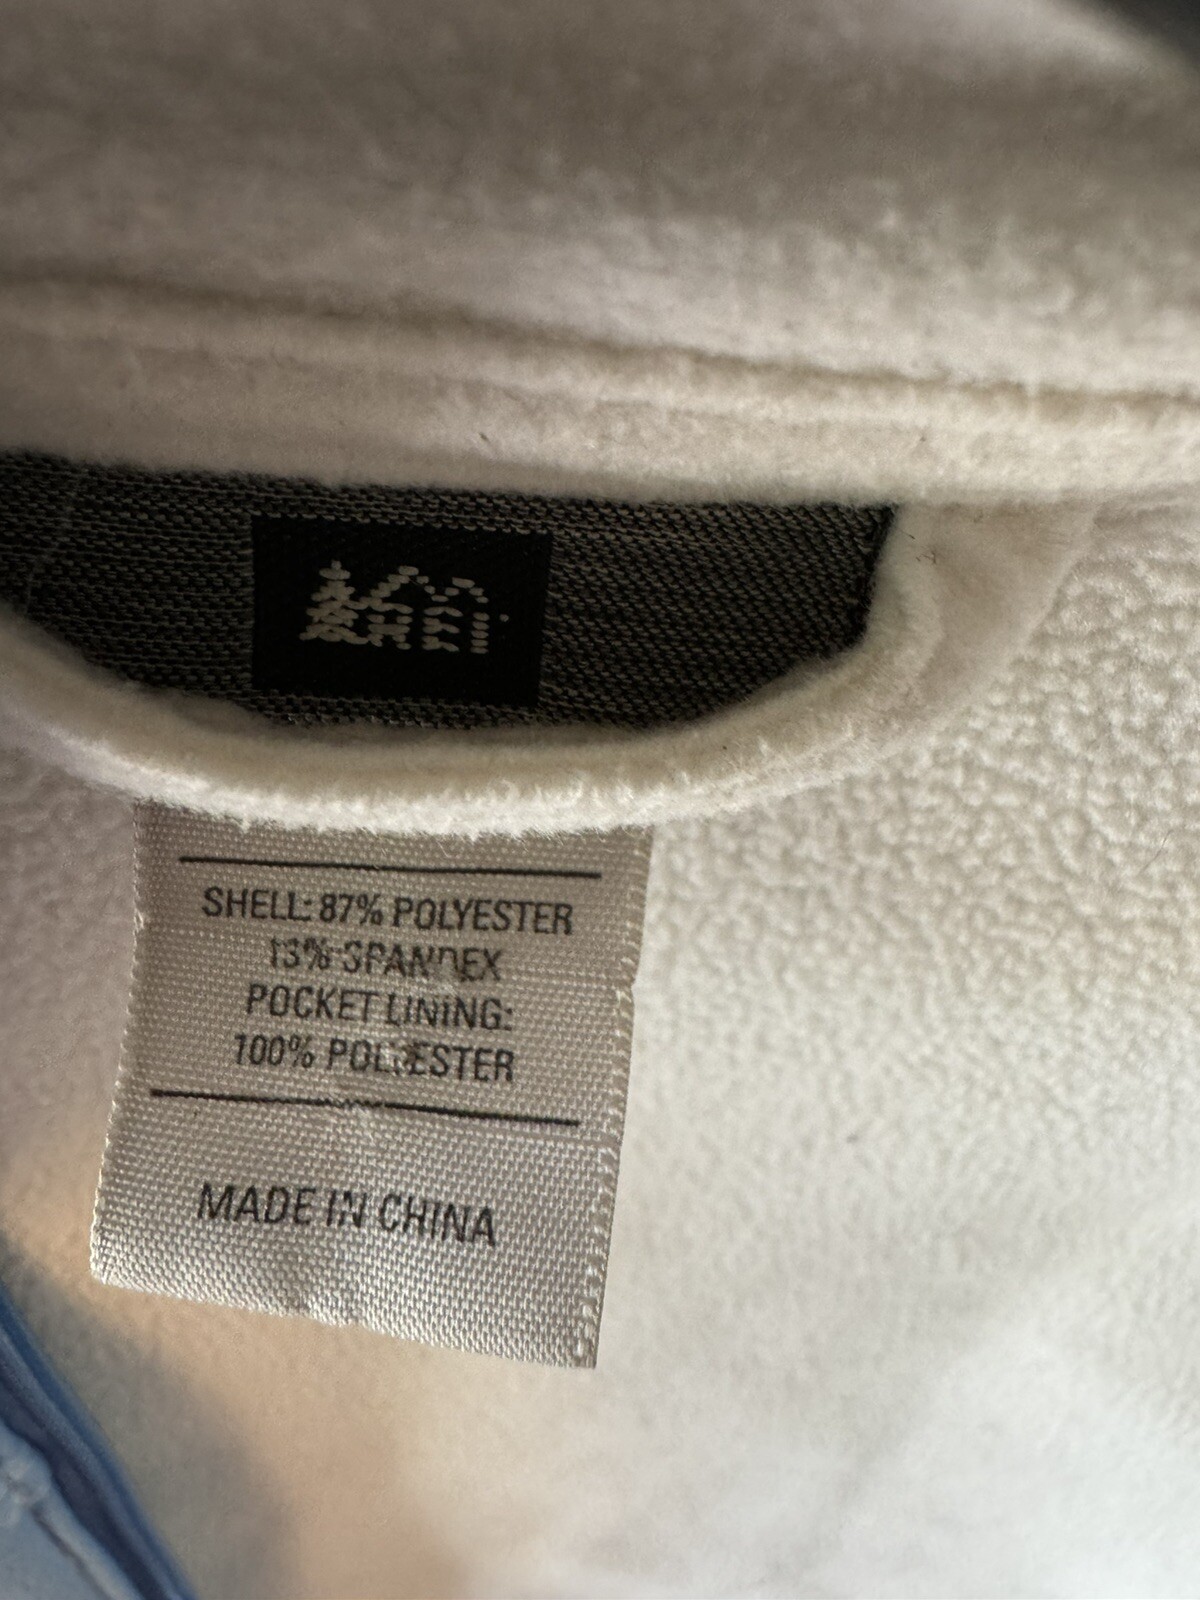 REI
SHELL: 87% POLYESTER
13% SPANDEX
POCKET LINING:
100% POLYESTER
MADE IN CHINA